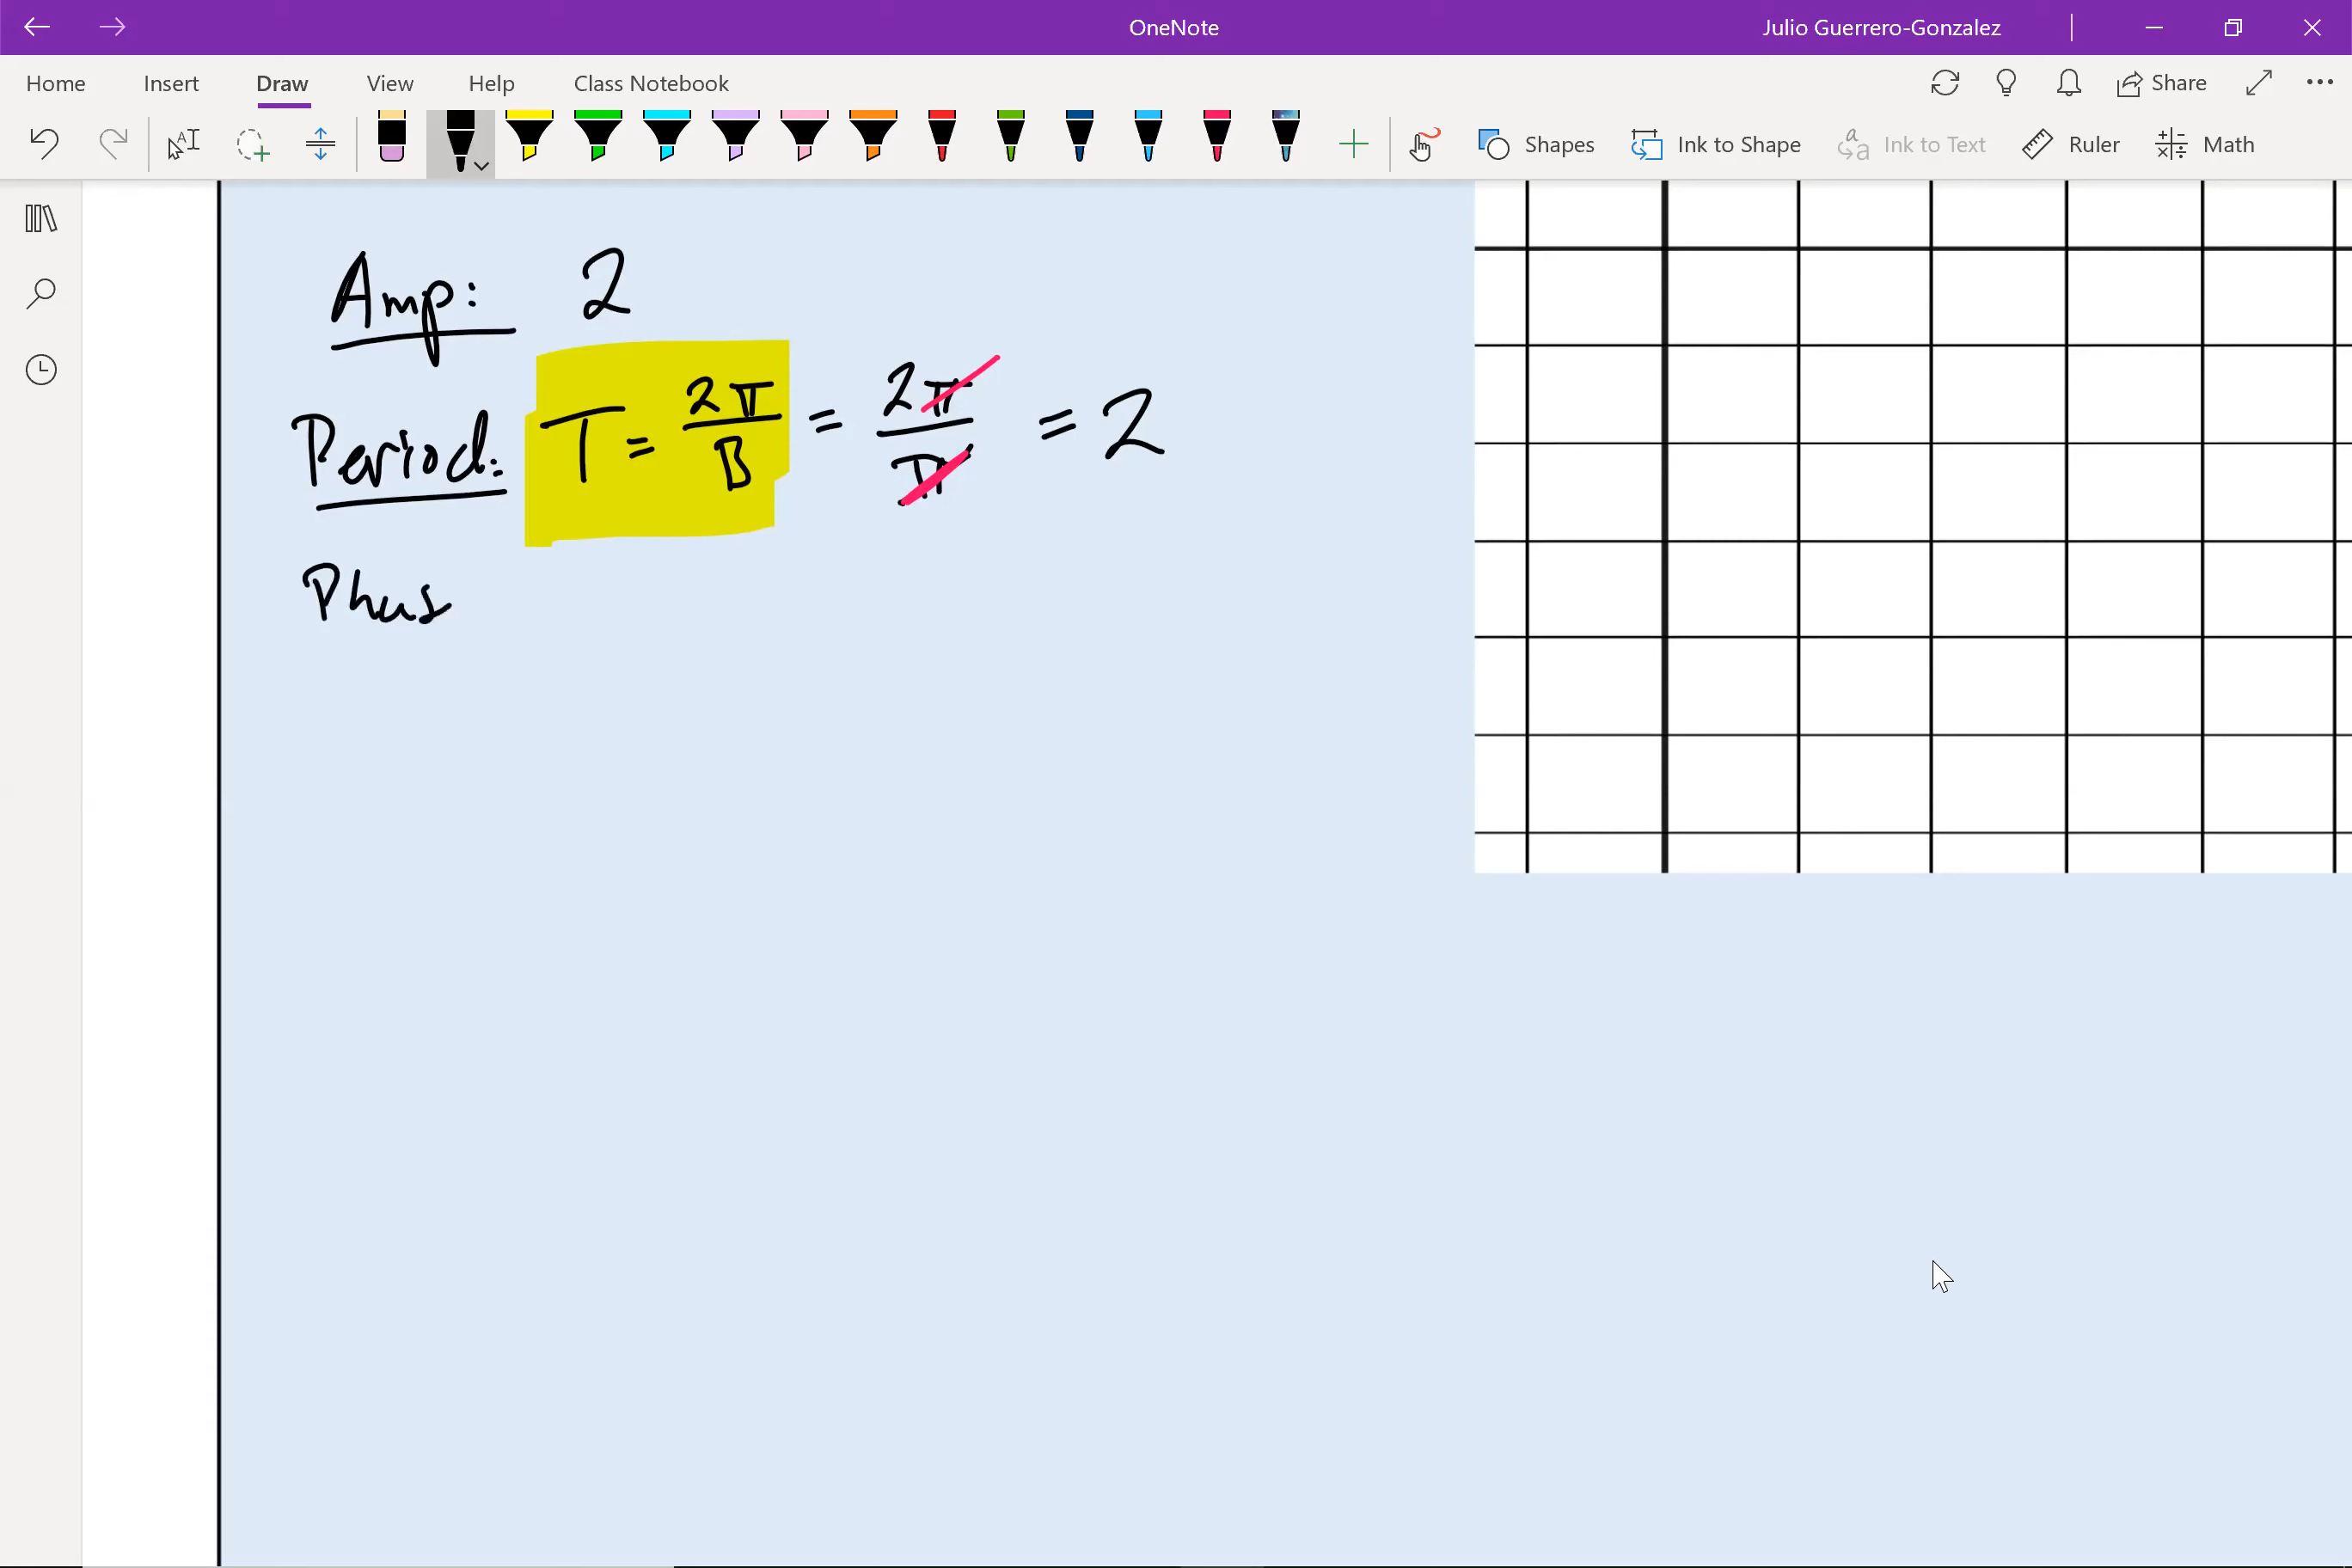 OneNote
Julio Guerrero-Gonzalez
Home Insert Draw View Help Class Notebook
Share
Shapes Ink to Shape Ink to Text Ruler Math
Amp: 2
Period: T = 2π/B = 2π/π = 2
Phas